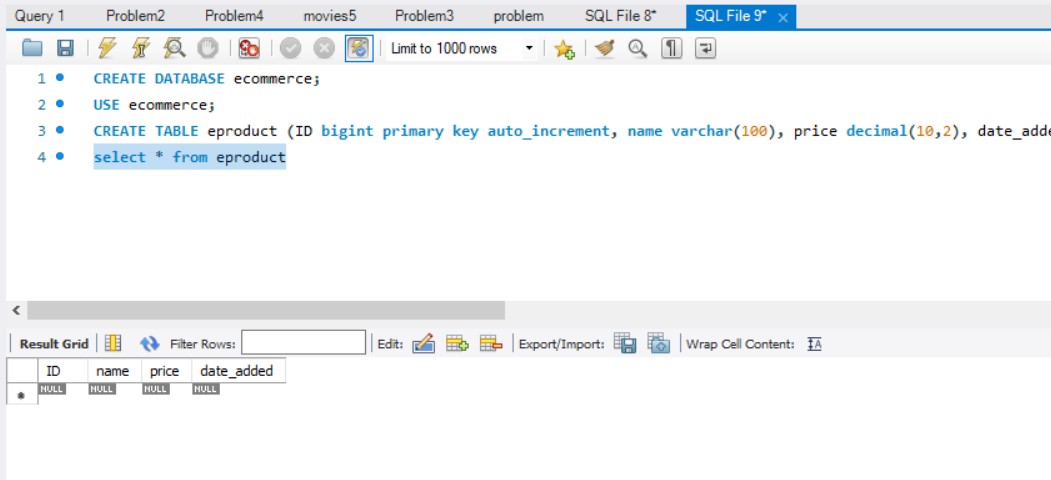 Query 1 Problem2 Problem4 movies5 Problem3 problem SQL File 8* SQL File 9* ×
Limit to 1000 rows
1 CREATE DATABASE ecommerce;
2 USE ecommerce;
3 CREATE TABLE eproduct (ID bigint primary key auto_increment, name varchar(100), price decimal(10,2), date_adde
4 select * from eproduct
Result Grid Filter Rows: Edit: Export/Import: Wrap Cell Content: IA
ID name price date_added
NULL NULL NULL NULL